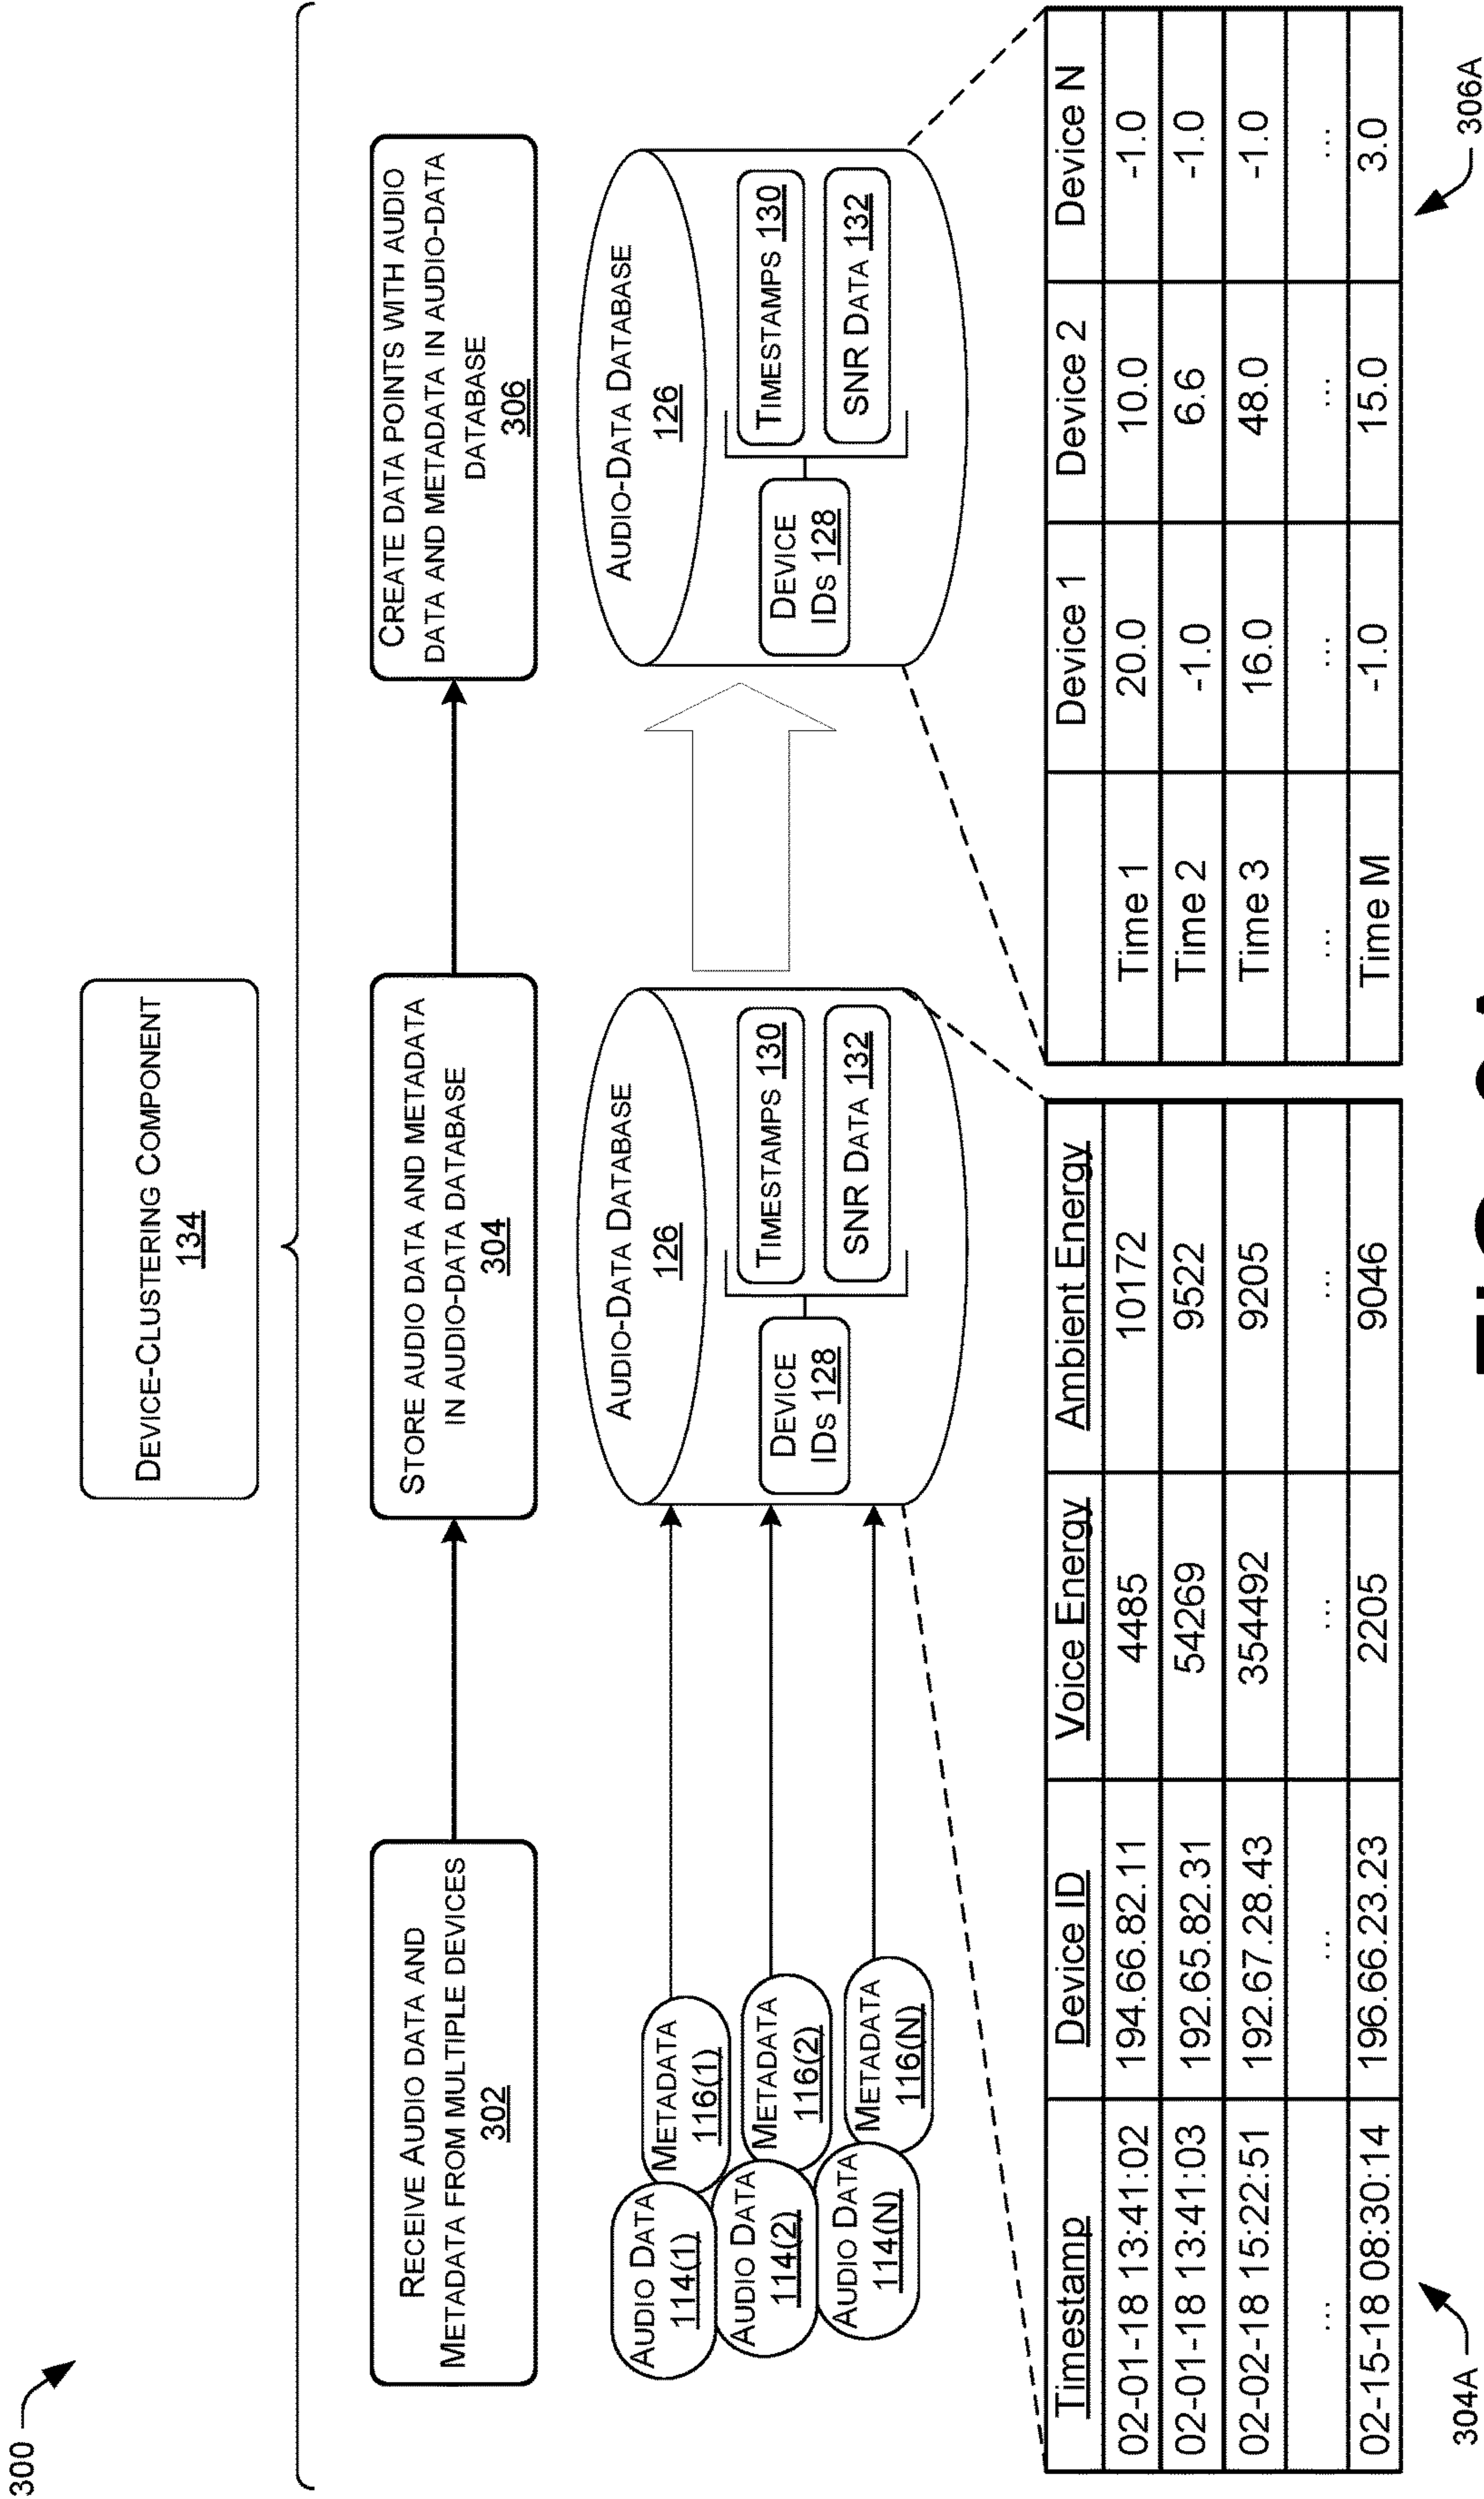 300
DEVICE-CLUSTERING COMPONENT
134
RECEIVE AUDIO DATA AND
METADATA FROM MULTIPLE DEVICES
302
STORE AUDIO DATA AND METADATA
IN AUDIO-DATA DATABASE
304
CREATE DATA POINTS WITH AUDIO
DATA AND METADATA IN AUDIO-DATA
DATABASE
306
AUDIO DATA
114(1)
METADATA
116(1)
AUDIO DATA
114(2)
METADATA
116(2)
AUDIO DATA
114(N)
METADATA
116(N)
AUDIO-DATA DATABASE
126
DEVICE
IDS 128
TIMESTAMPS 130
SNR DATA 132
AUDIO-DATA DATABASE
126
DEVICE
IDS 128
TIMESTAMPS 130
SNR DATA 132
Timestamp Device ID Voice Energy Ambient Energy
02-01-18 13:41:02 194.66.82.11 4485 10172
02-01-18 13:41:03 192.65.82.31 54269 9522
02-02-18 15:22:51 192.67.28.43 354492 9205
... ... ... ...
02-15-18 08:30:14 196.66.23.23 2205 9046
304A
Device 1 Device 2 Device N
Time 1 20.0 10.0 -1.0
Time 2 -1.0 6.6 -1.0
Time 3 16.0 48.0 -1.0
... ... ... ...
Time M -1.0 15.0 3.0
306A